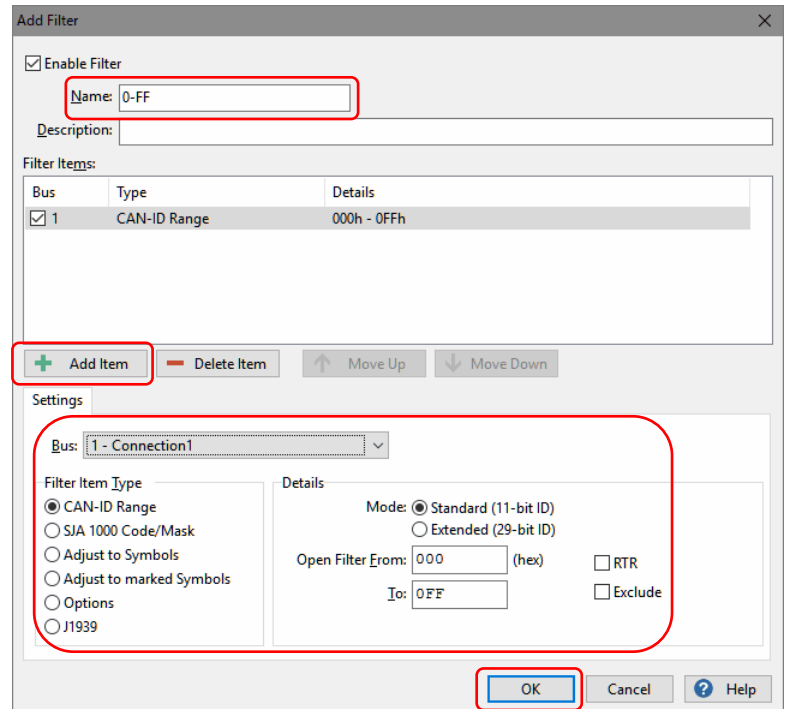 Add Filter
Enable Filter
Name: 0-FF
Description:
Filter Items:
Bus Type Details
1 CAN-ID Range 000h - 0FFh
Add Item Delete Item Move Up Move Down
Settings
Bus: 1 - Connection1
Filter Item Type Details
CAN-ID Range Mode: Standard (11-bit ID)
SJA 1000 Code/Mask Extended (29-bit ID)
Adjust to Symbols Open Filter From: 000 (hex) RTR
Adjust to marked Symbols To: 0FF Exclude
Options
J1939
OK Cancel ? Help